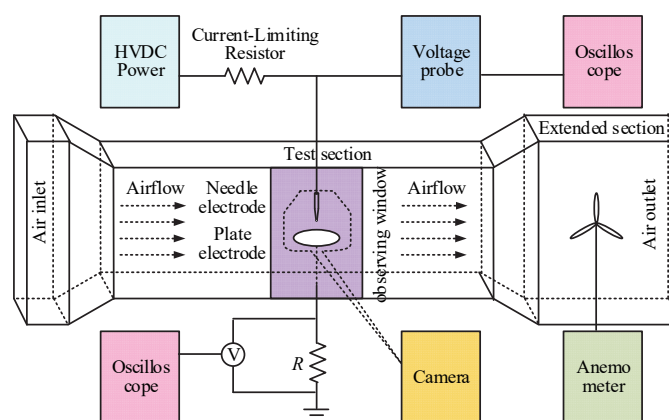 HVDC
Power
Current-Limiting
Resistor
Voltage
probe
Oscillos
cope
Extended section
Test section
Air inlet
Airflow
Needle
electrode
Plate
electrode
observing window
Airflow
Air outlet
Oscillos
cope
V
R
Camera
Anemo
meter